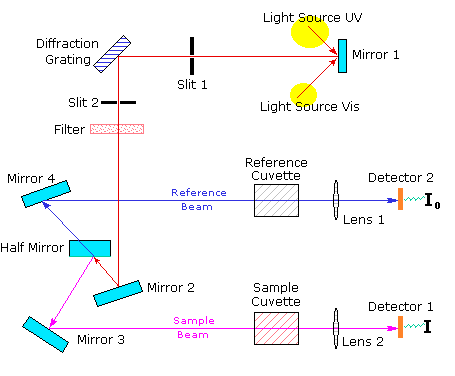 Light Source UV
Diffraction
Grating
Mirror 1
Slit 1
Light Source Vis
Slit 2
Filter
Reference
Cuvette
Mirror 4
Detector 2
Reference
Beam
I₀
Lens 1
Half Mirror
Mirror 2
Sample
Cuvette
Detector 1
Sample
Beam
I
Mirror 3
Lens 2